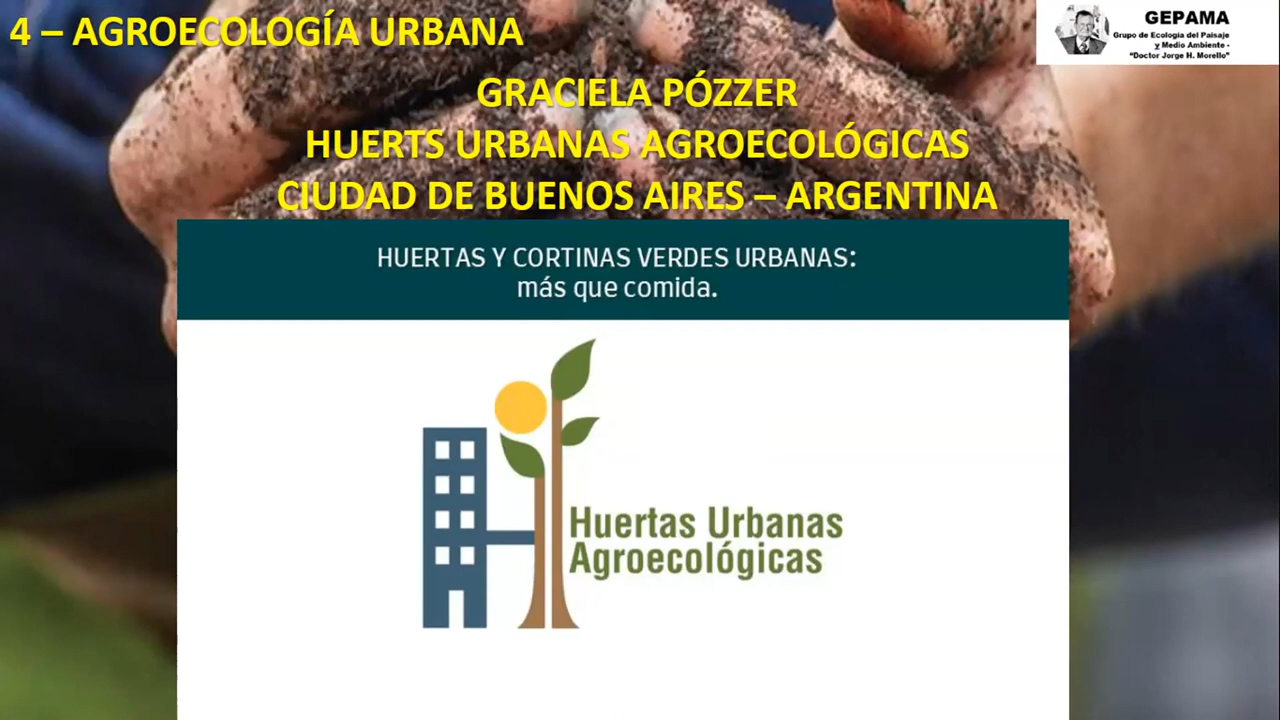 4 – AGROECOLOGÍA URBANA
GEPAMA
Grupo de Ecología del Paisaje
y Medio Ambiente -
"Doctor Jorge H. Morello"
GRACIELA PÓZZER
HUERTS URBANAS AGROECOLÓGICAS
CIUDAD DE BUENOS AIRES – ARGENTINA
HUERTAS Y CORTINAS VERDES URBANAS:
más que comida.
Huertas Urbanas
Agroecológicas